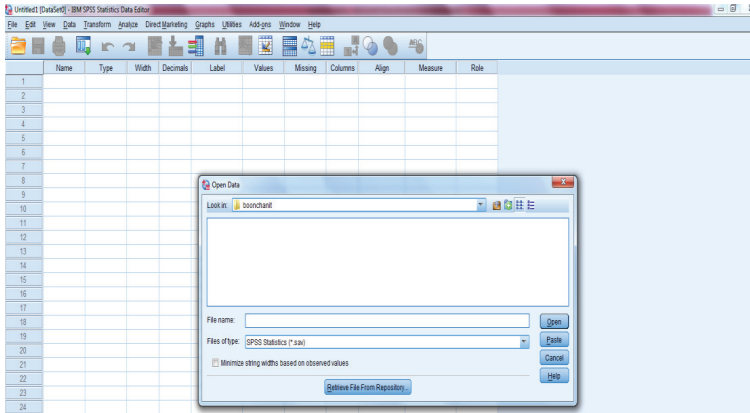 Untitled1 [DataSet0] - IBM SPSS Statistics Data Editor
File Edit View Data Transform Analyze Direct Marketing Graphs Utilities Add-ons Window Help
Name Type Width Decimals Label Values Missing Columns Align Measure Role
1
2
3
4
5
6
7
8
9
10
11
12
13
14
15
16
17
18
19
20
21
22
23
24
Open Data
Look in: boonchanit
File name:
Files of type: SPSS Statistics (*.sav)
Minimize string widths based on observed values
Open
Paste
Cancel
Help
Retrieve File From Repository...